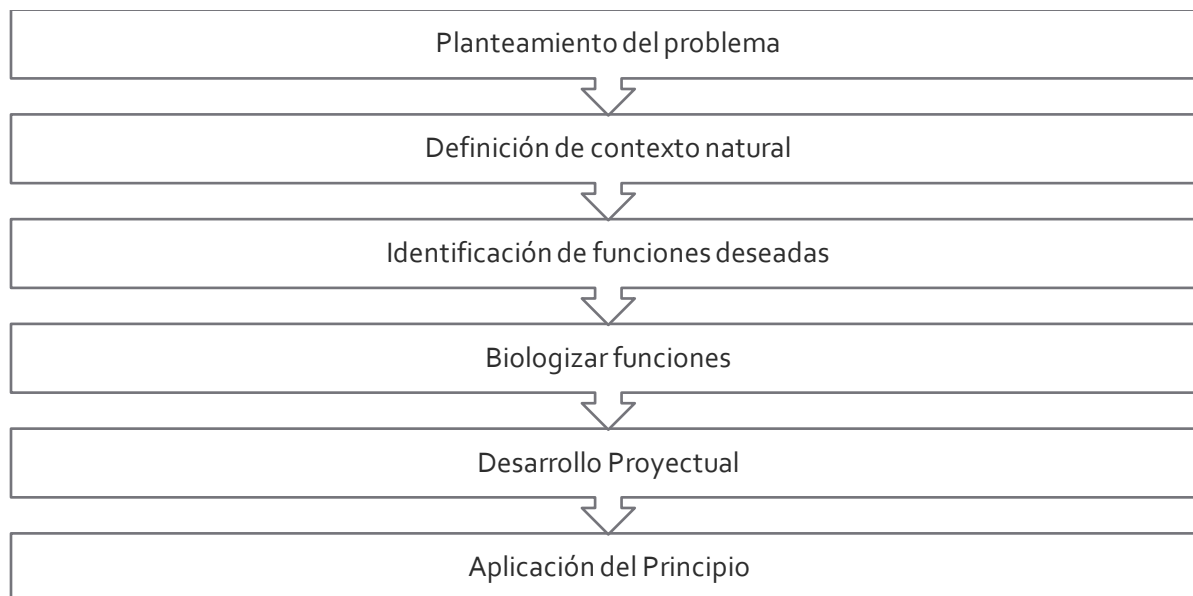 Planteamiento del problema
Definición de contexto natural
Identificación de funciones deseadas
Biologizar funciones
Desarrollo Proyectual
Aplicación del Principio